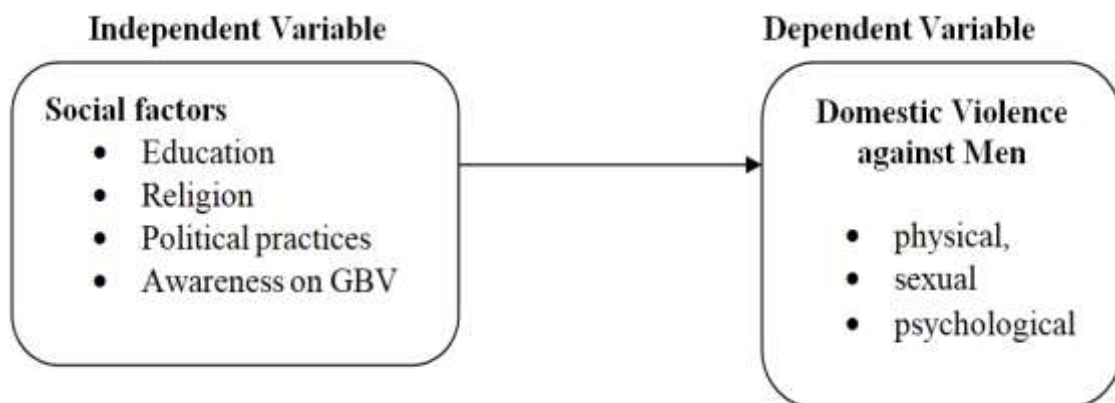 Independent Variable
Social factors
• Education
• Religion
• Political practices
• Awareness on GBV
Dependent Variable
Domestic Violence
against Men
• physical,
• sexual
• psychological